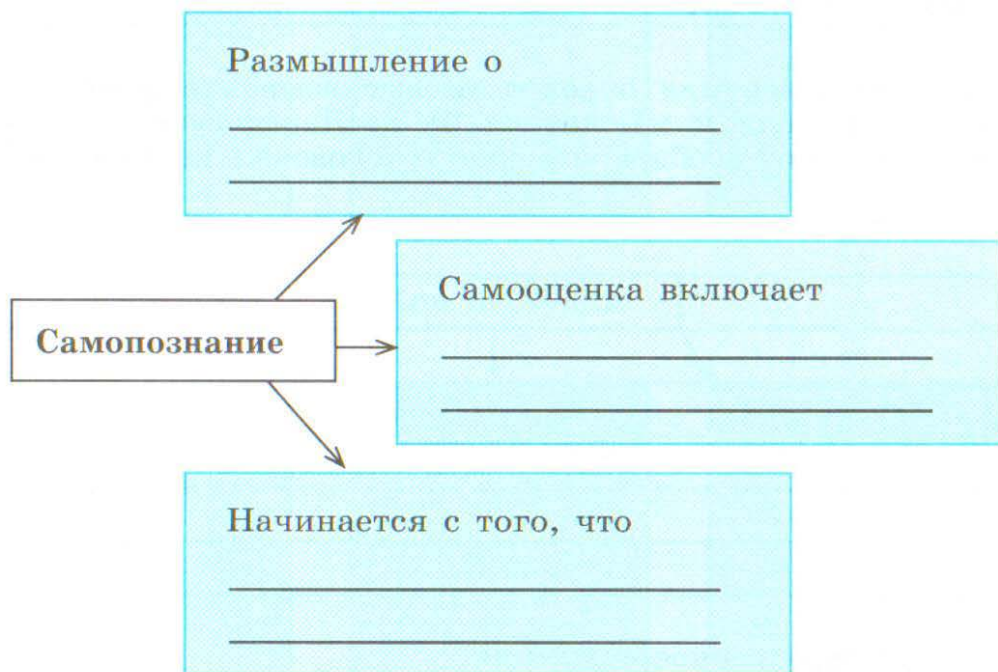 Размышление о
Самооценка включает
Самопознание
Начинается с того, что